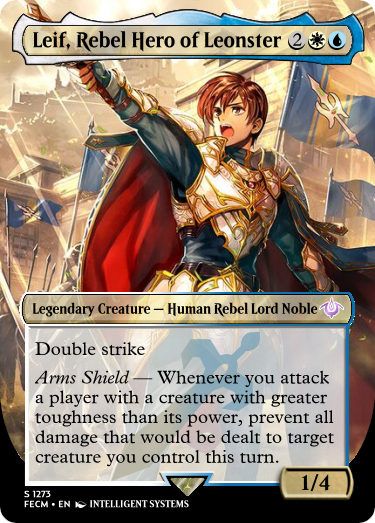 Leif, Rebel Hero of Leonster 2
Legendary Creature — Human Rebel Lord Noble
Double strike
Arms Shield — Whenever you attack
a player with a creature with greater
toughness than its power, prevent all
damage that would be dealt to target
creature you control this turn.
1/4
S 1273
FECM • EN INTELLIGENT SYSTEMS